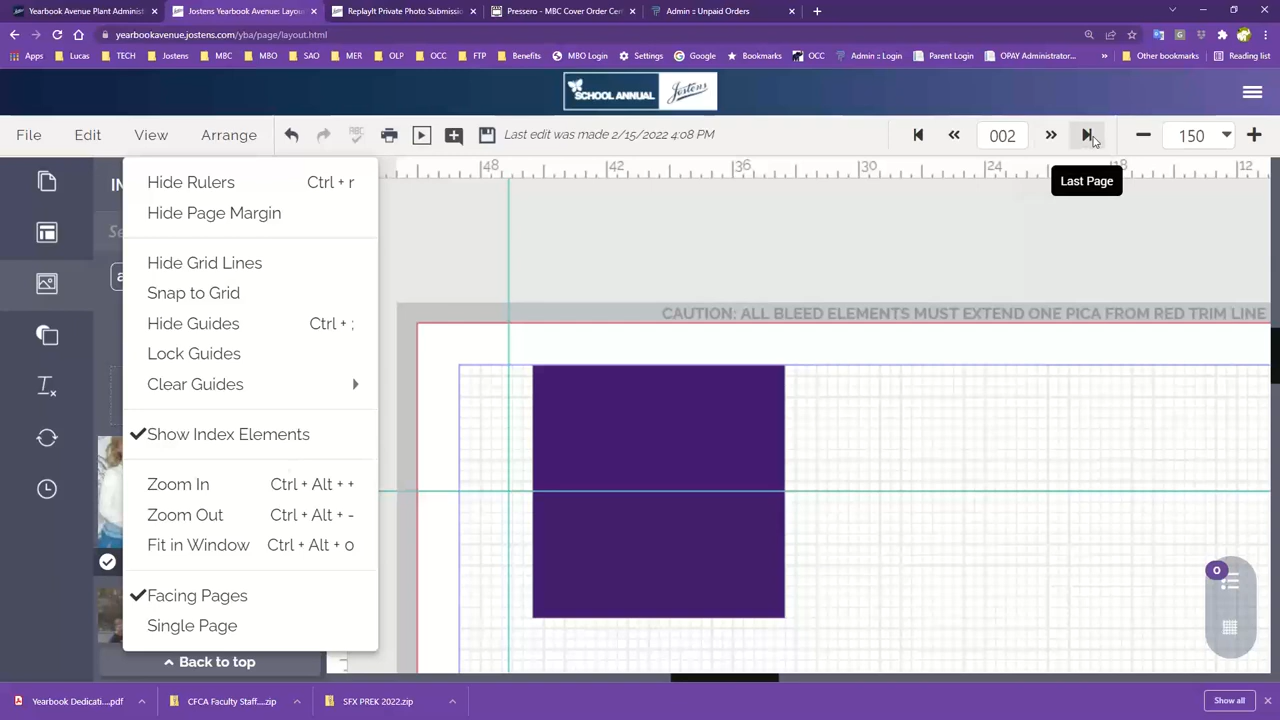 Yearbook Avenue Plant Administ
Jostens Yearbook Avenue: Layou
ReplayIt Private Photo Submissio
Pressero - MBC Cover Order Cer
Admin :: Unpaid Orders
yearbookavenue.jostens.com/yba/page/layout.html
Apps Lucas TECH Jostens MBC MBO SAO MER OLP OCC FTP Benefits MBO Login Settings Google Bookmarks OCC Admin :: Login Parent Login OPAY Administrator... » Other bookmarks Reading list
SCHOOL ANNUAL Jostens
File Edit View Arrange ABC Last edit was made 2/15/2022 4:08 PM 002 150
48 42 36 30 24 18 12
Last Page
Hide Rulers Ctrl + r
Hide Page Margin
Hide Grid Lines
Snap to Grid
Hide Guides Ctrl + ;
Lock Guides
Clear Guides
Show Index Elements
Zoom In Ctrl + Alt + +
Zoom Out Ctrl + Alt + -
Fit in Window Ctrl + Alt + 0
Facing Pages
Single Page
Back to top
CAUTION: ALL BLEED ELEMENTS MUST EXTEND ONE PICA FROM RED TRIM LINE
0
Yearbook Dedicati....pdf
CFCA Faculty Staff....zip
SFX PREK 2022.zip
Show all